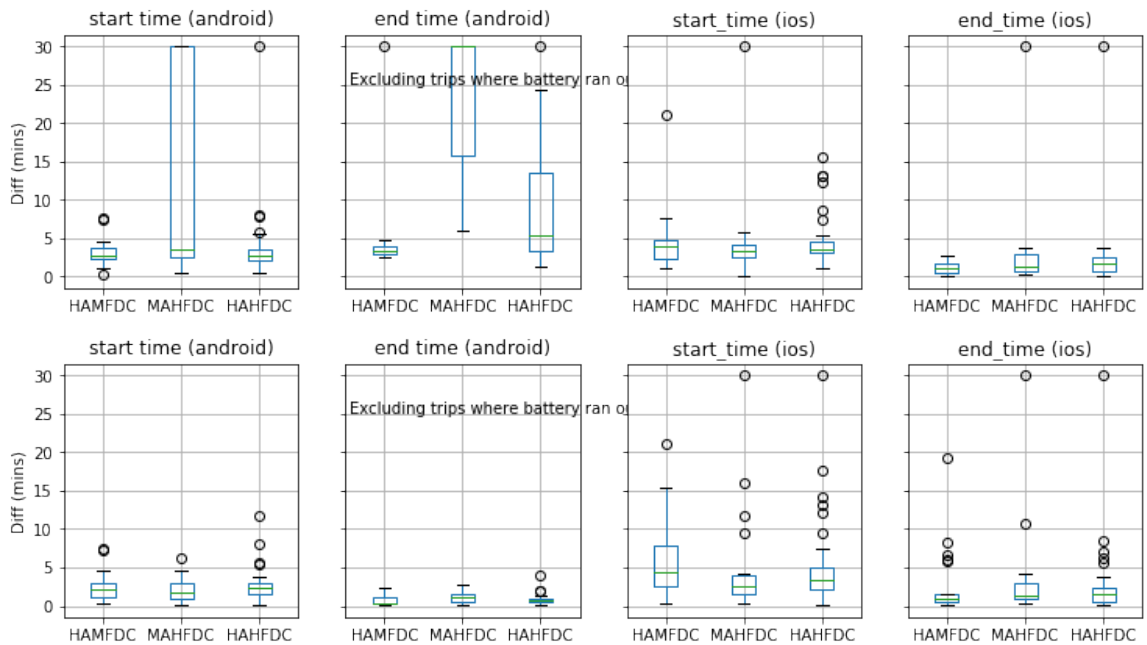 start time (android)
end time (android)
start_time (ios)
end_time (ios)
30
25
20
15
10
5
0
Diff (mins)
Excluding trips where battery ran
HAMFDC MAHFDC HAHFDC
HAMFDC MAHFDC HAHFDC
HAMFDC MAHFDC HAHFDC
HAMFDC MAHFDC HAHFDC
start time (android)
end time (android)
start_time (ios)
end_time (ios)
30
25
20
15
10
5
0
Diff (mins)
Excluding trips where battery ran
HAMFDC MAHFDC HAHFDC
HAMFDC MAHFDC HAHFDC
HAMFDC MAHFDC HAHFDC
HAMFDC MAHFDC HAHFDC